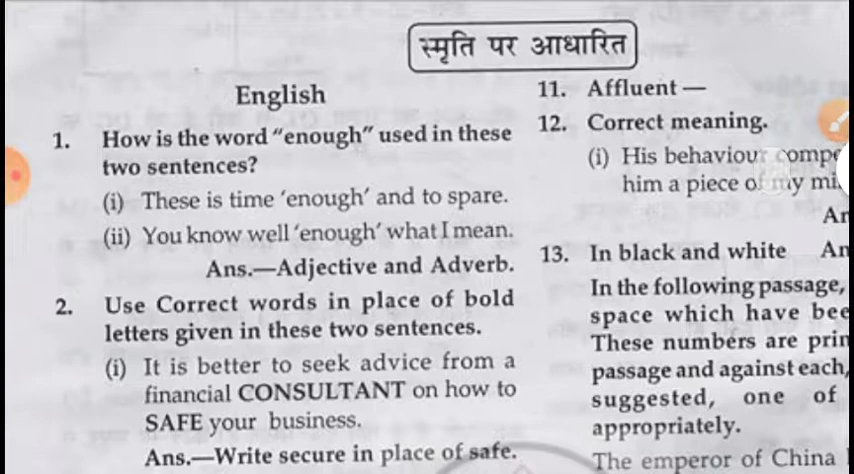 स्मृति पर आधारित
English
1. How is the word “enough” used in these
two sentences?
(i) These is time ‘enough’ and to spare.
(ii) You know well ‘enough’ what I mean.
Ans.—Adjective and Adverb.
2. Use Correct words in place of bold
letters given in these two sentences.
(i) It is better to seek advice from a
financial CONSULTANT on how to
SAFE your business.
Ans.—Write secure in place of safe.
11. Affluent —
12. Correct meaning.
(i) His behaviour
him a piece of my
13. In black and white
In the following passage,
space which have
These numbers are
passage and against each,
suggested, one of
appropriately.
The emperor of China